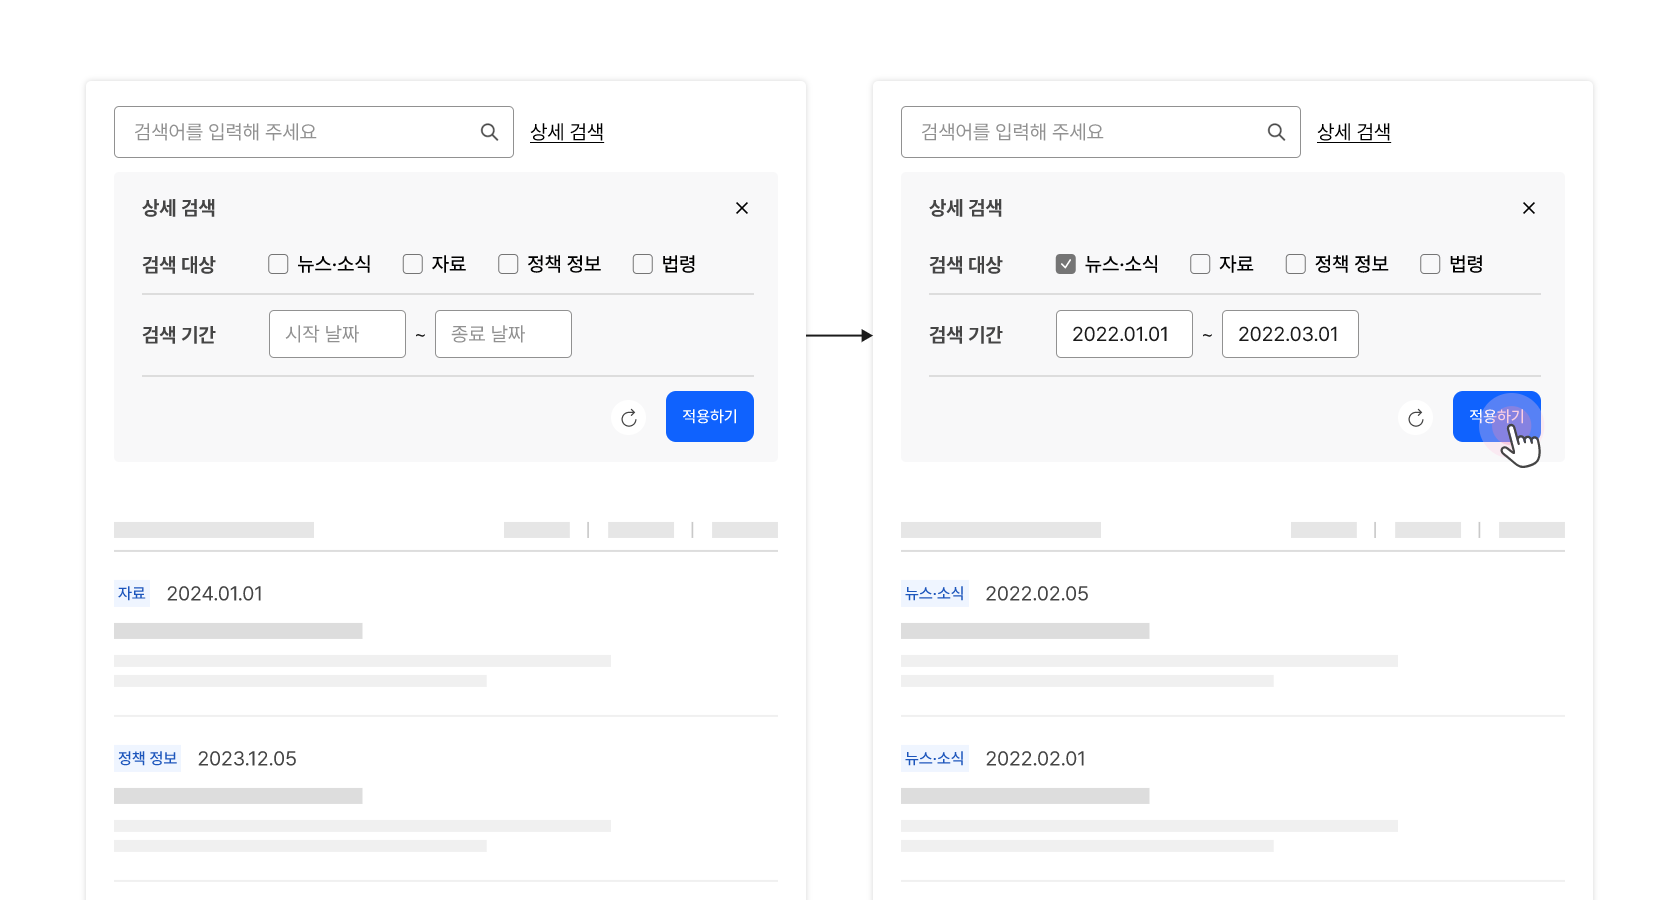 검색어를 입력해 주세요 상세 검색
상세 검색
검색 대상 뉴스·소식 자료 정책 정보 법령
검색 기간 시작 날짜 ~ 종료 날짜
적용하기
자료 2024.01.01
정책 정보 2023.12.05
검색어를 입력해 주세요 상세 검색
상세 검색
검색 대상 뉴스·소식 자료 정책 정보 법령
검색 기간 2022.01.01 ~ 2022.03.01
적용하기
뉴스·소식 2022.02.05
뉴스·소식 2022.02.01